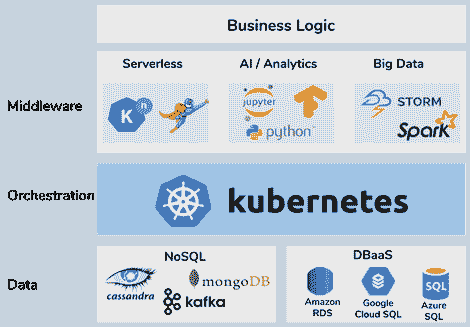 Business Logic
Middleware
Serverless
AI / Analytics
Big Data
K
n
jupyter
python
STORM
Spark
Orchestration
kubernetes
Data
NoSQL
cassandra
mongoDB
kafka
DBaaS
Amazon
RDS
Google
Cloud SQL
SQL
Azure
SQL